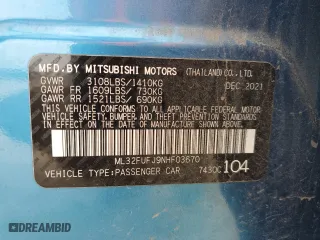 MFD.BY MITSUBISHI MOTORS (THAILAND) CO., LTD.
GVWR 3108LBS/1410KG DEC. 2021
GAWR FR 1609LBS/ 730KG
GAWR RR 1521LBS/ 690KG
THIS VEHICLE CONFORMS TO ALL APPLICABLE FEDERAL
MOTOR VEHICLE SAFETY, BUMPER, AND THEFT
PREVENTION STANDARDS IN EFFECT ON THE DATE OF
MANUFACTURE SHOWN ABOVE.
ML32FUFJ9NHF03670
VEHICLE TYPE:PASSENGER CAR 7430C 104